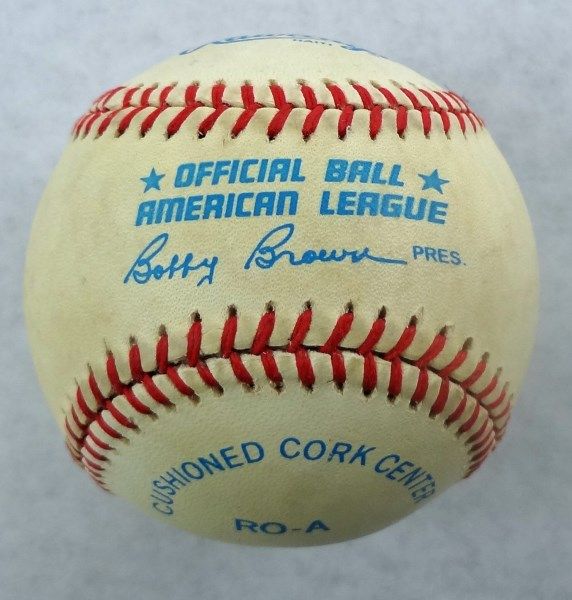 ★ OFFICIAL BALL ★
AMERICAN LEAGUE
Bobby Brown PRES.
CUSHIONED CORK CENTER
RO-A